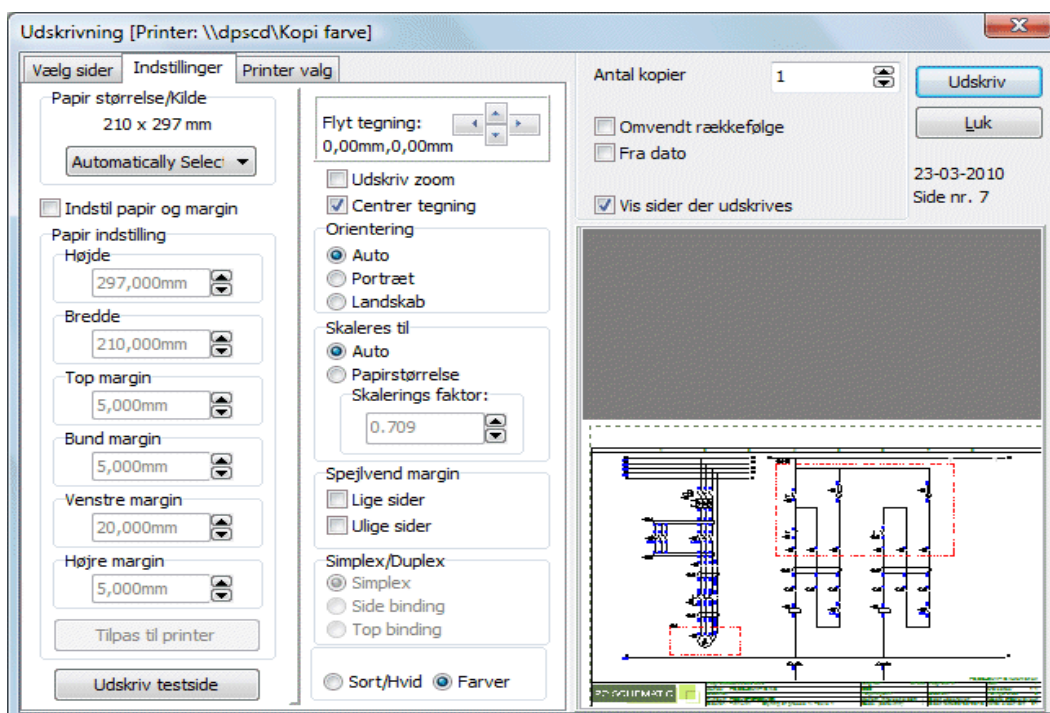 Udskrivning [Printer: \\dpscd\Kopi farve]
Vælg sider
Indstillinger
Printer valg
Papir størrelse/Kilde
210 x 297 mm
Automatically Selec
Indstil papir og margin
Papir indstilling
Højde
297,000mm
Bredde
210,000mm
Top margin
5,000mm
Bund margin
5,000mm
Venstre margin
20,000mm
Højre margin
5,000mm
Tilpas til printer
Udskriv testside
Flyt tegning:
0,00mm,0,00mm
Udskriv zoom
Centrer tegning
Orientering
Auto
Portræt
Landskab
Skaleres til
Auto
Papirstørrelse
Skalerings faktor:
0.709
Spejlvend margin
Lige sider
Ulige sider
Simplex/Duplex
Simplex
Side binding
Top binding
Sort/Hvid
Farver
Antal kopier
1
Omvendt rækkefølge
Fra dato
Vis sider der udskrives
Udskriv
Luk
23-03-2010
Side nr. 7
PC SCHEMATIC